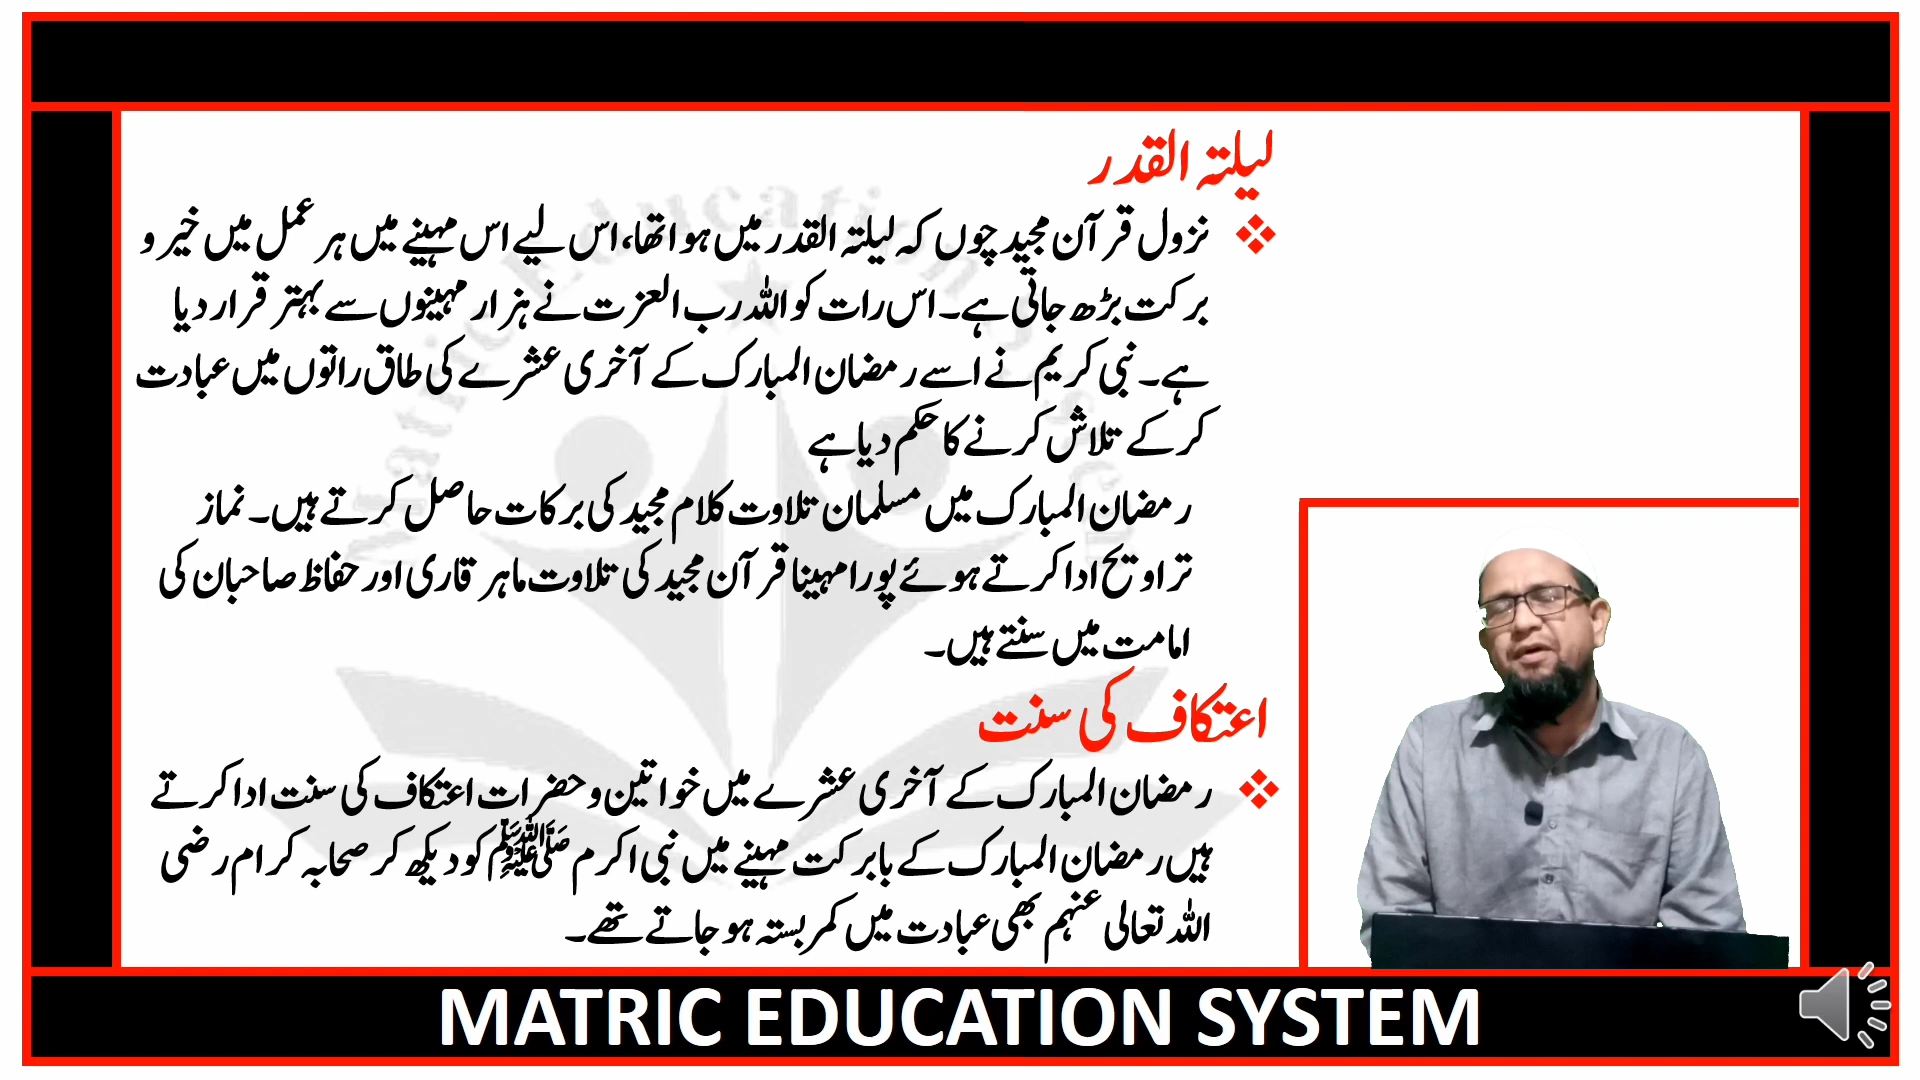 لیلتہ القدر
نزول قرآن مجید چوں کہ لیلتہ القدر میں ہوا تھا، اس لیے اس مہینے میں ہر عمل میں خیر و
برکت بڑھ جاتی ہے۔ اس رات کو اللہ رب العزت نے ہزار مہینوں سے بہتر قرار دیا
ہے۔ نبی کریم نے اسے رمضان المبارک کے آخری عشرے کی طاق راتوں میں عبادت
کرکے تلاش کرنے کا حکم دیا ہے
رمضان المبارک میں مسلمان تلاوت کلام مجید کی برکات حاصل کرتے ہیں۔ نماز
تراویح ادا کرتے ہوئے پورا مہینا قرآن مجید کی تلاوت ماہر قاری اور حفاظ صاحبان کی
امامت میں سنتے ہیں۔
اعتکاف کی سنت
رمضان المبارک کے آخری عشرے میں خواتین و حضرات اعتکاف کی سنت ادا کرتے
ہیں رمضان المبارک کے بابرکت مہینے میں نبی اکرم ﷺ کو دیکھ کر صحابہ کرام رضی
اللہ تعالی عنہم بھی عبادت میں کمر بستہ ہو جاتے تھے۔
MATRIC EDUCATION SYSTEM